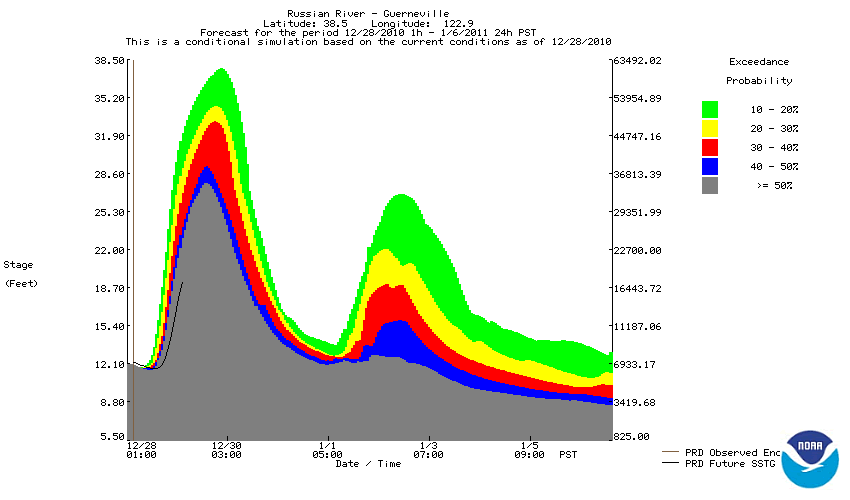 Russian River - Guerneville
Latitude: 38.5 Longitude: 122.9
Forecast for the period 12/28/2010 1h - 1/6/2011 24h PST
This is a conditional simulation based on the current conditions as of 12/28/2010
38.50
35.20
31.90
28.60
25.30
22.00
18.70
15.40
12.10
8.80
5.50
Stage
(Feet)
63492.02
53954.89
44747.16
36813.39
29351.99
22700.00
16443.72
11187.06
6933.17
3419.68
825.00
Exceedance
Probability
10 - 20%
20 - 30%
30 - 40%
40 - 50%
>= 50%
12/28 12/30 1/1 1/3 1/5
01:00 03:00 05:00 07:00 09:00 PST
Date / Time
PRD Observed Enc
PRD Future SSTG
NOAA